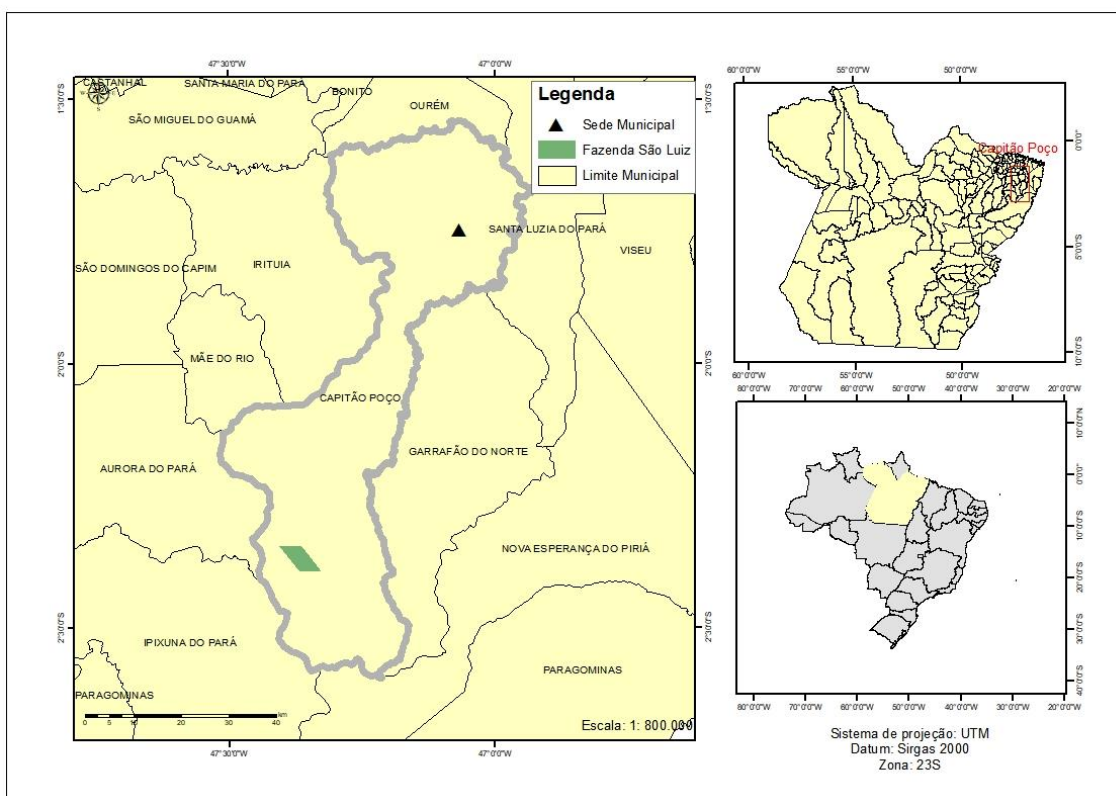 47°30'0"W
47°0'0"W
1°30'0"S
1°30'0"S
CASTANHAL
SANTA MARIA DO PARÁ
BONITO
OURÉM
SÃO MIGUEL DO GUAMÁ
Legenda
Sede Municipal
Fazenda São Luiz
Limite Municipal
SANTA LUZIA DO PARÁ
VISEU
IRITUIA
SÃO DOMINGOS DO CAPIM
MÃE DO RIO
2°0'0"S
2°0'0"S
CAPITÃO POÇO
GARRAFÃO DO NORTE
AURORA DO PARÁ
NOVA ESPERANÇA DO PIRIÁ
2°30'0"S
2°30'0"S
IPIXUNA DO PARÁ
PARAGOMINAS
PARAGOMINAS
0 5 10 20 30 40
km
Escala: 1: 800.000
47°30'0"W
47°0'0"W
60°0'0"W
55°0'0"W
50°0'0"W
Capitão Poço
0°0'0"
5°0'0"S
10°0'0"S
60°0'0"W
55°0'0"W
50°0'0"W
80°0'0"W
70°0'0"W
60°0'0"W
50°0'0"W
40°0'0"W
30°0'0"W
20°0'0"W
10°0'0"N
0°0'0"
10°0'0"S
20°0'0"S
30°0'0"S
40°0'0"S
80°0'0"W
70°0'0"W
60°0'0"W
50°0'0"W
40°0'0"W
30°0'0"W
20°0'0"W
Sistema de projeção: UTM
Datum: Sirgas 2000
Zona: 23S